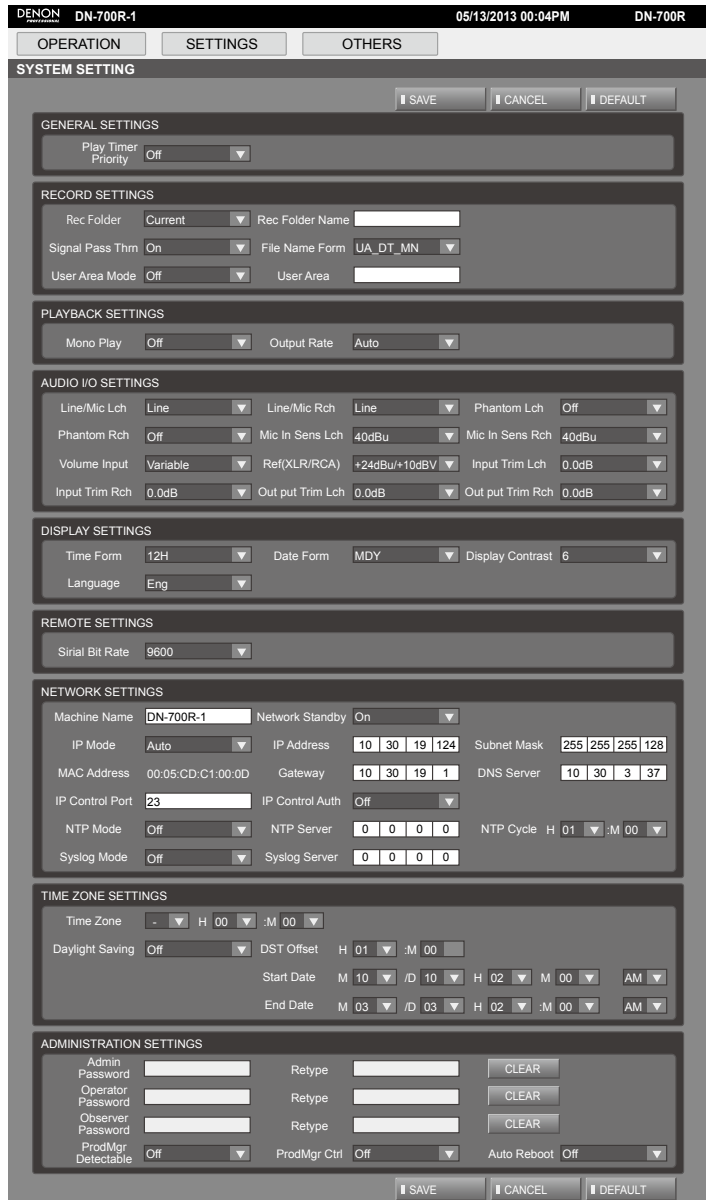 DENON PROFESSIONAL DN-700R-1 05/13/2013 00:04PM DN-700R
OPERATION SETTINGS OTHERS
SYSTEM SETTING
SAVE CANCEL DEFAULT
GENERAL SETTINGS
Play Timer Priority Off
RECORD SETTINGS
Rec Folder Current Rec Folder Name
Signal Pass Thrn On File Name Form UA_DT_MN
User Area Mode Off User Area
PLAYBACK SETTINGS
Mono Play Off Output Rate Auto
AUDIO I/O SETTINGS
Line/Mic Lch Line Line/Mic Rch Line Phantom Lch Off
Phantom Rch Off Mic In Sens Lch 40dBu Mic In Sens Rch 40dBu
Volume Input Variable Ref(XLR/RCA) +24dBu/+10dBV Input Trim Lch 0.0dB
Input Trim Rch 0.0dB Out put Trim Lch 0.0dB Out put Trim Rch 0.0dB
DISPLAY SETTINGS
Time Form 12H Date Form MDY Display Contrast 6
Language Eng
REMOTE SETTINGS
Sirial Bit Rate 9600
NETWORK SETTINGS
Machine Name DN-700R-1 Network Standby On
IP Mode Auto IP Address 10 30 19 124 Subnet Mask 255 255 255 128
MAC Address 00:05:CD:C1:00:0D Gateway 10 30 19 1 DNS Server 10 30 3 37
IP Control Port 23 IP Control Auth Off
NTP Mode Off NTP Server 0 0 0 0 NTP Cycle H 01 :M 00
Syslog Mode Off Syslog Server 0 0 0 0
TIME ZONE SETTINGS
Time Zone - H 00 :M 00
Daylight Saving Off DST Offset H 01 :M 00
Start Date M 10 /D 10 H 02 M 00 AM
End Date M 03 /D 03 H 02 :M 00 AM
ADMINISTRATION SETTINGS
Admin Password Retype CLEAR
Operator Password Retype CLEAR
Observer Password Retype CLEAR
ProdMgr Detectable Off ProdMgr Ctrl Off Auto Reboot Off
SAVE CANCEL DEFAULT